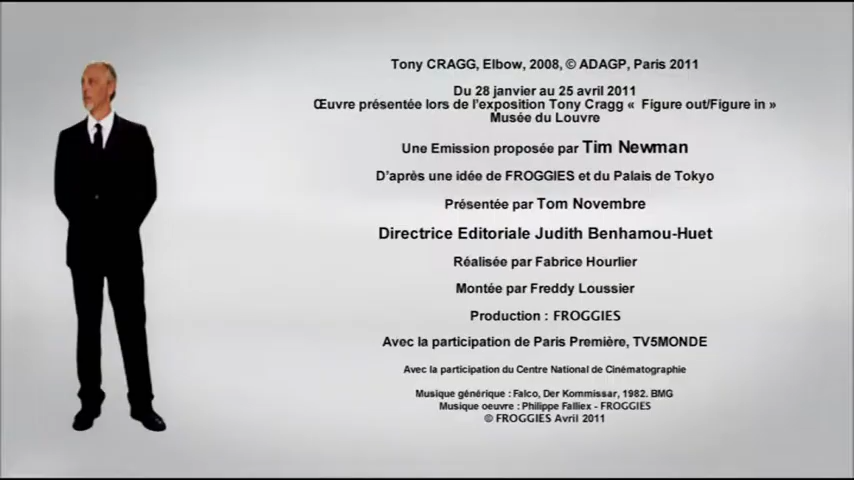 Tony CRAGG, Elbow, 2008, © ADAGP, Paris 2011
Du 28 janvier au 25 avril 2011
Œuvre présentée lors de l'exposition Tony Cragg « Figure out/Figure in »
Musée du Louvre
Une Emission proposée par Tim Newman
D'après une idée de FROGGIES et du Palais de Tokyo
Présentée par Tom Novembre
Directrice Editoriale Judith Benhamou-Huet
Réalisée par Fabrice Hourlier
Montée par Freddy Loussier
Production : FROGGIES
Avec la participation de Paris Première, TV5MONDE
Avec la participation du Centre National de Cinématographie
Musique générique : Falco, Der Kommissar, 1982. BMG
Musique oeuvre : Philippe Falliex - FROGGIES
© FROGGIES Avril 2011